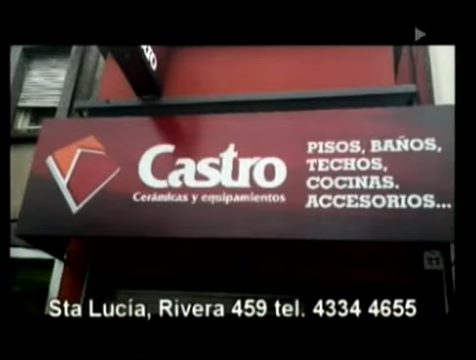 Castro
Cerámicas y equipamientos
PISOS, BAÑOS,
TECHOS,
COCINAS.
ACCESORIOS...
Sta Lucía, Rivera 459 tel. 4334 4655